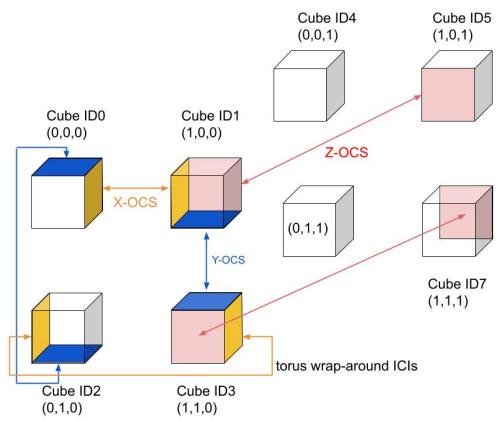 Cube ID4
(0,0,1)
Cube ID5
(1,0,1)
Cube ID0
(0,0,0)
Cube ID1
(1,0,0)
Z-OCS
X-OCS
(0,1,1)
Y-OCS
Cube ID7
(1,1,1)
torus wrap-around ICIs
Cube ID2
(0,1,0)
Cube ID3
(1,1,0)